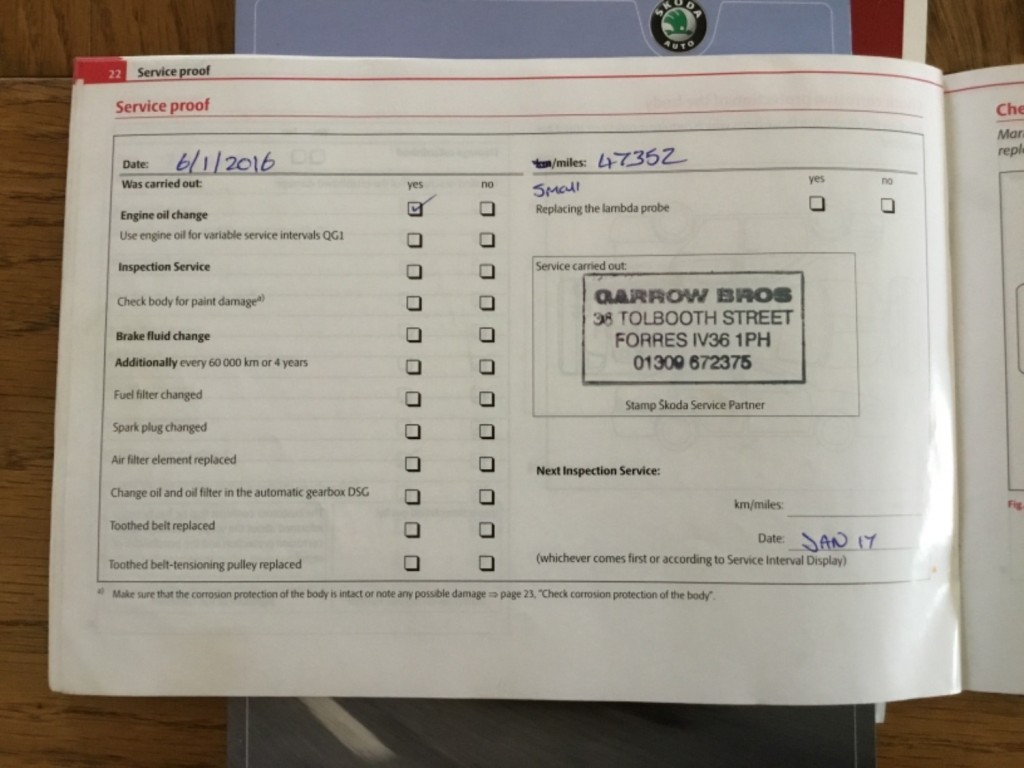 ŠKODA
AUTO
22 Service proof
Service proof
Date: 6/1/2016
km/miles: 47352
Was carried out: yes no
Small
yes no
Engine oil change
Replacing the lambda probe
Use engine oil for variable service intervals QG1
Inspection Service
Check body for paint damage a)
Brake fluid change
Additionally every 60 000 km or 4 years
Fuel filter changed
Spark plug changed
Air filter element replaced
Change oil and oil filter in the automatic gearbox DSG
Toothed belt replaced
Toothed belt-tensioning pulley replaced
Service carried out:
GARROW BROS
38 TOLBOOTH STREET
FORRES IV36 1PH
01309 672375
Stamp Škoda Service Partner
Next Inspection Service:
km/miles:
Date: JAN 17
(whichever comes first or according to Service Interval Display)
a) Make sure that the corrosion protection of the body is intact or note any possible damage ⇒ page 23, "Check corrosion protection of the body".
Che
Mar
repl
Fig.